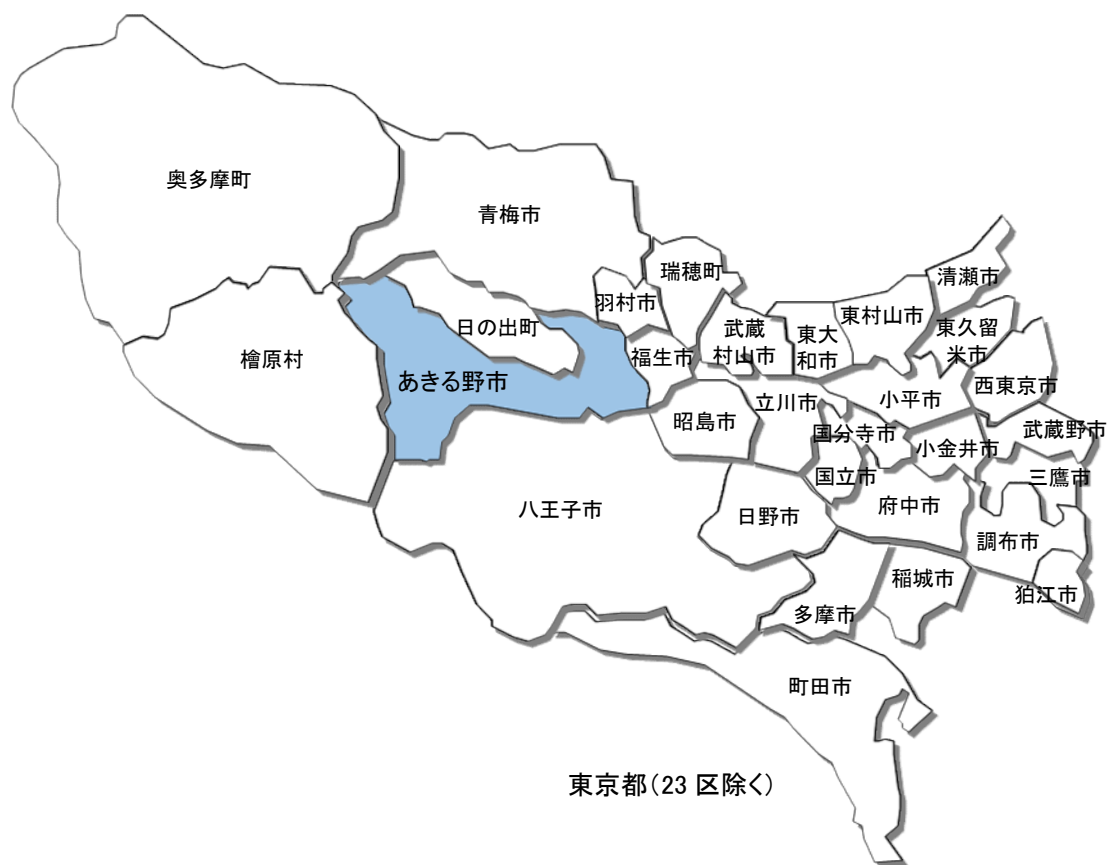 奥多摩町
青梅市
瑞穂町
清瀬市
羽村市
日の出町
武蔵
村山市
東大
和市
東村山市
東久留
米市
檜原村
福生市
あきる野市
西東京市
昭島市
立川市
小平市
国分寺市
小金井市
武蔵野市
国立市
三鷹市
八王子市
日野市
府中市
調布市
稲城市
狛江市
多摩市
町田市
東京都(23 区除く)